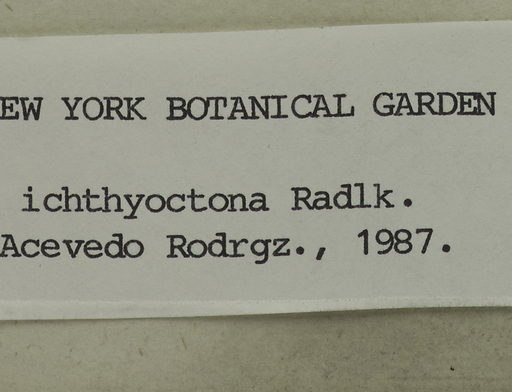 EW YORK BOTANICAL GARDEN
ichthyoctona Radlk.
Acevedo Rodrgz., 1987.